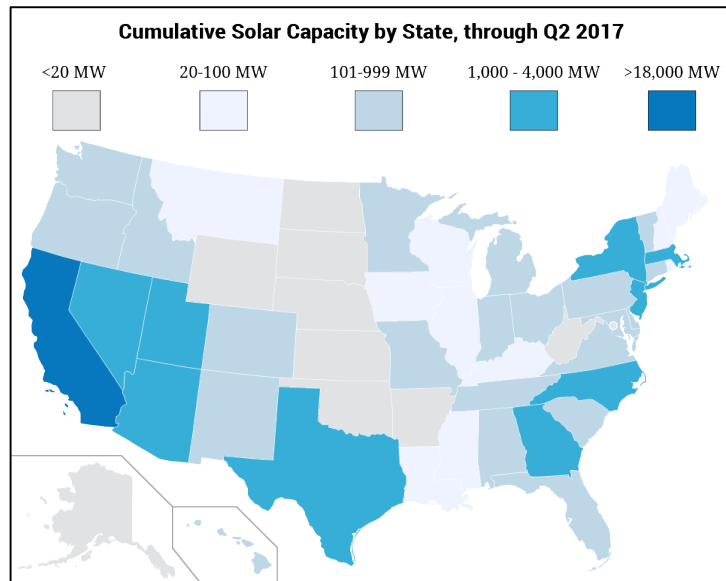 Cumulative Solar Capacity by State, through Q2 2017
<20 MW 20-100 MW 101-999 MW 1,000 - 4,000 MW >18,000 MW